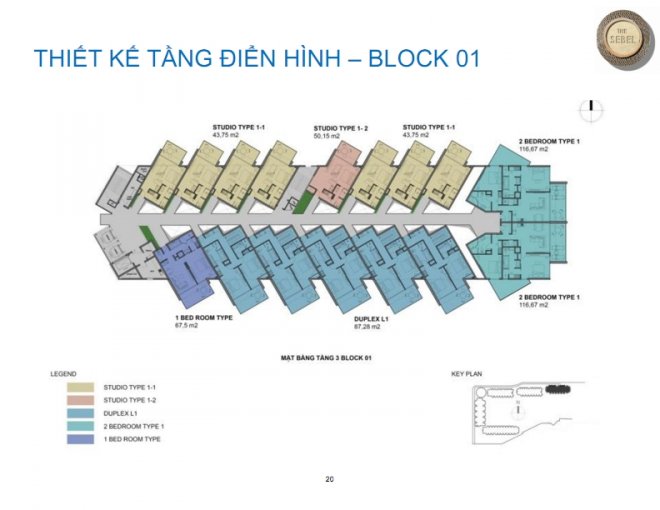 THIẾT KẾ TẦNG ĐIỂN HÌNH – BLOCK 01
THE
SEBEL
STUDIO TYPE 1-1
43,75 m2
STUDIO TYPE 1- 2
50,15 m2
STUDIO TYPE 1-1
43,75 m2
2 BEDROOM TYPE 1
116,67 m2
1 BED ROOM TYPE
67,5 m2
DUPLEX L1
87,28 m2
2 BEDROOM TYPE 1
116,67 m2
MẶT BẰNG TẦNG 3 BLOCK 01
LEGEND
STUDIO TYPE 1-1
STUDIO TYPE 1-2
DUPLEX L1
2 BEDROOM TYPE 1
1 BED ROOM TYPE
KEY PLAN
20